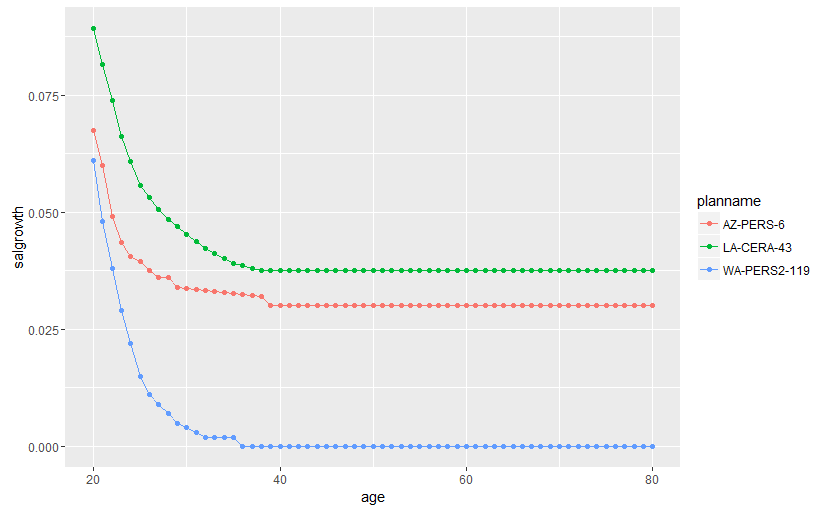 0.075
0.050
0.025
0.000
salgrowth
20 40 60 80
age
planname
AZ-PERS-6
LA-CERA-43
WA-PERS2-119